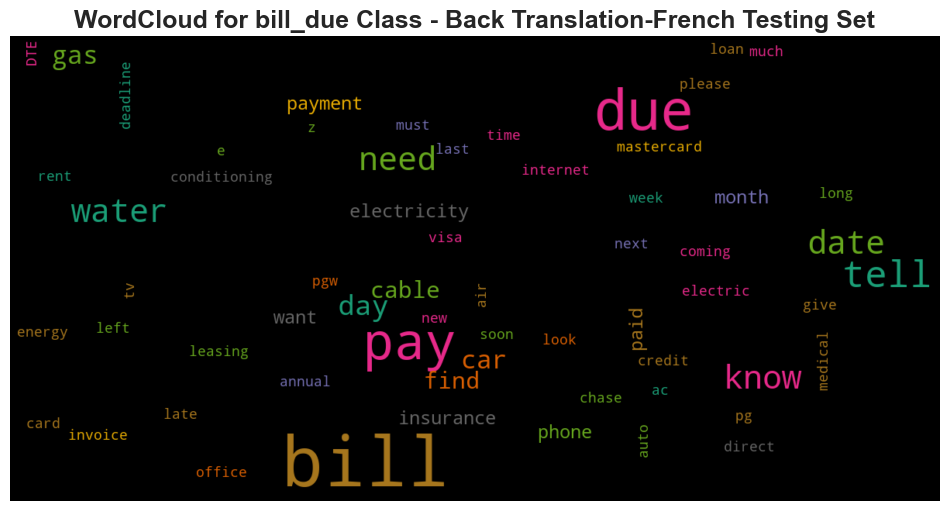 WordCloud for bill_due Class - Back Translation-French Testing Set
DTE
gas
loan
much
deadline
please
payment
due
z
must
time
mastercard
need
last
e
internet
rent
conditioning
week
month
long
water
electricity
visa
next
date
coming
tell
pgw
tv
cable
air
electric
day
give
want
new
paid
energy
left
soon
look
medical
pay
leasing
car
credit
annual
find
know
ac
chase
late
insurance
pg
card
invoice
phone
auto
direct
bill
office